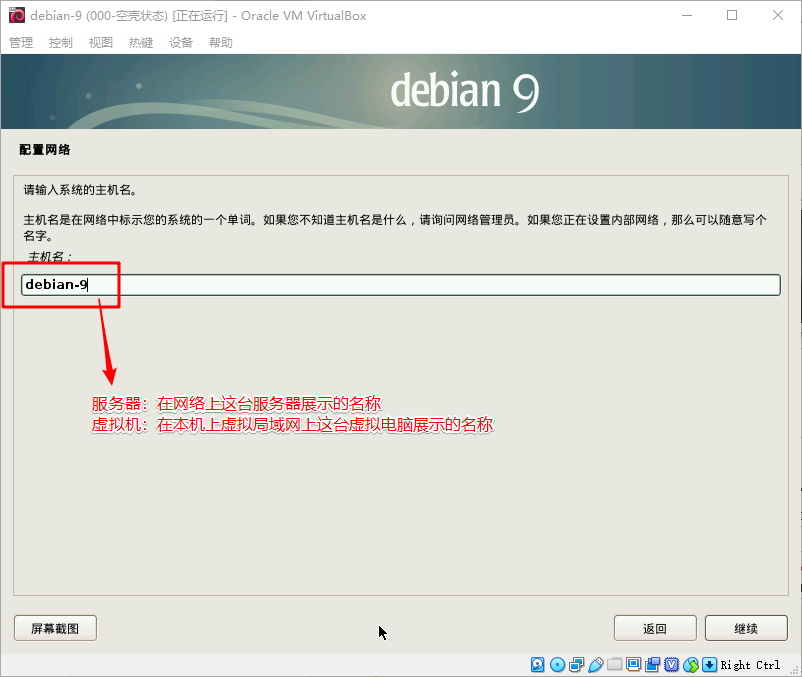 debian-9 (000-空壳状态) [正在运行] - Oracle VM VirtualBox
管理 控制 视图 热键 设备 帮助
debian 9
配置网络
请输入系统的主机名。
主机名是在网络中标示您的系统的一个单词。如果您不知道主机名是什么，请询问网络管理员。如果您正在设置内部网络，那么可以随意写个
名字。
主机名：
debian-9
服务器：在网络上这台服务器展示的名称
虚拟机：在本机上虚拟局域网上这台虚拟电脑展示的名称
屏幕截图 返回 继续
Right Ctrl